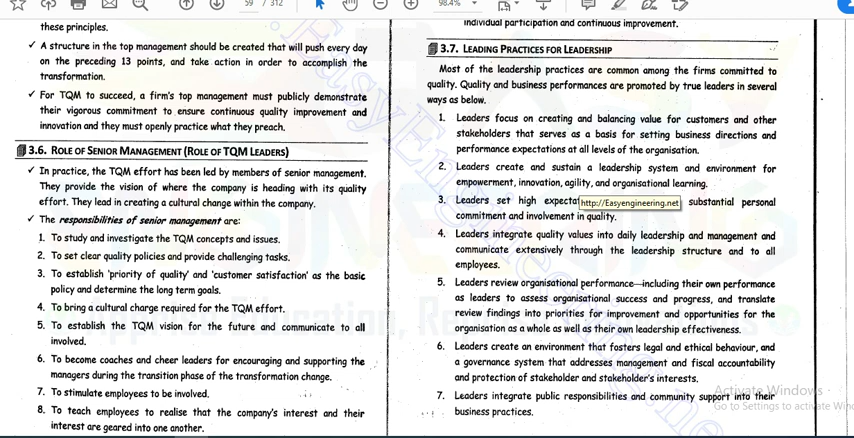 59 / 312
98.4%
these principles.
✓ A structure in the top management should be created that will push every day
on the preceding 13 points, and take action in order to accomplish the
transformation.
✓ For TQM to succeed, a firm's top management must publicly demonstrate
their vigorous commitment to ensure continuous quality improvement and
innovation and they must openly practice what they preach.
3.6. ROLE OF SENIOR MANAGEMENT (ROLE OF TQM LEADERS)
✓ In practice, the TQM effort has been led by members of senior management.
They provide the vision of where the company is heading with its quality
effort. They lead in creating a cultural change within the company.
✓ The responsibilities of senior management are:
1. To study and investigate the TQM concepts and issues.
2. To set clear quality policies and provide challenging tasks.
3. To establish 'priority of quality' and 'customer satisfaction' as the basic
policy and determine the long term goals.
4. To bring a cultural charge required for the TQM effort.
5. To establish the TQM vision for the future and communicate to all
involved.
6. To become coaches and cheer leaders for encouraging and supporting the
managers during the transition phase of the transformation change.
7. To stimulate employees to be involved.
8. To teach employees to realise that the company's interest and their
interest are geared into one another.
individual participation and continuous improvement.
3.7. LEADING PRACTICES FOR LEADERSHIP
Most of the leadership practices are common among the firms committed to
quality. Quality and business performances are promoted by true leaders in several
ways as below.
1. Leaders focus on creating and balancing value for customers and other
stakeholders that serves as a basis for setting business directions and
performance expectations at all levels of the organisation.
2. Leaders create and sustain a leadership system and environment for
empowerment, innovation, agility, and organisational learning.
3. Leaders set high substantial personal
http://Easyengineering.net
commitment and involvement in quality.
4. Leaders integrate quality values into daily leadership and management and
communicate extensively through the leadership structure and to all
employees.
5. Leaders review organisational performance—including their own performance
as leaders to assess organisational success and progress, and translate
review findings into priorities for improvement and opportunities for the
organisation as a whole as well as their own leadership effectiveness.
6. Leaders create an environment that fosters legal and ethical behaviour, and
a governance system that addresses management and fiscal accountability
and protection of stakeholder and stakeholder's interests.
7. Leaders integrate public responsibilities and community support into their
business practices.
Activate Windows
Go to Settings to activate